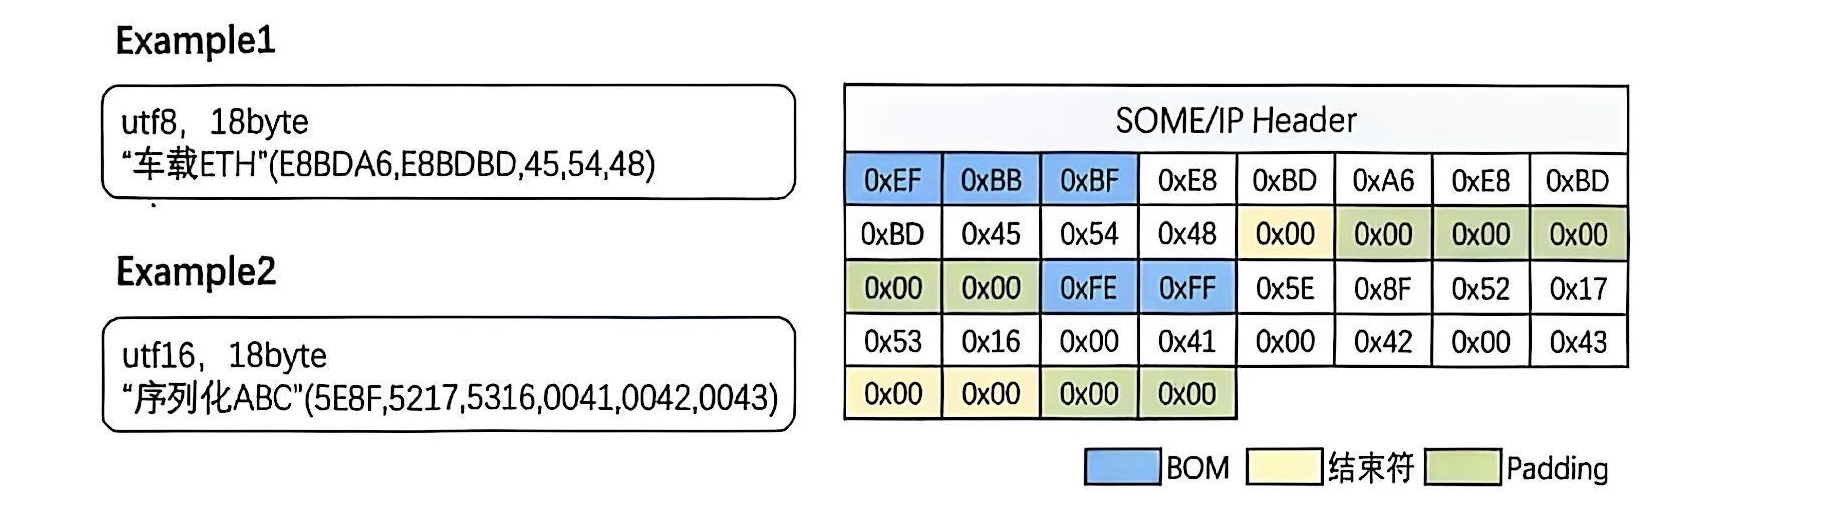 Example1
utf8, 18byte
“车载ETH”(E8BDA6,E8BDBD,45,54,48)
Example2
utf16, 18byte
“序列化ABC”(5E8F,5217,5316,0041,0042,0043)
SOME/IP Header
0xEF 0xBB 0xBF 0xE8 0xBD 0xA6 0xE8 0xBD
0xBD 0x45 0x54 0x48 0x00 0x00 0x00 0x00
0x00 0x00 0xFE 0xFF 0x5E 0x8F 0x52 0x17
0x53 0x16 0x00 0x41 0x00 0x42 0x00 0x43
0x00 0x00 0x00 0x00
BOM 结束符 Padding